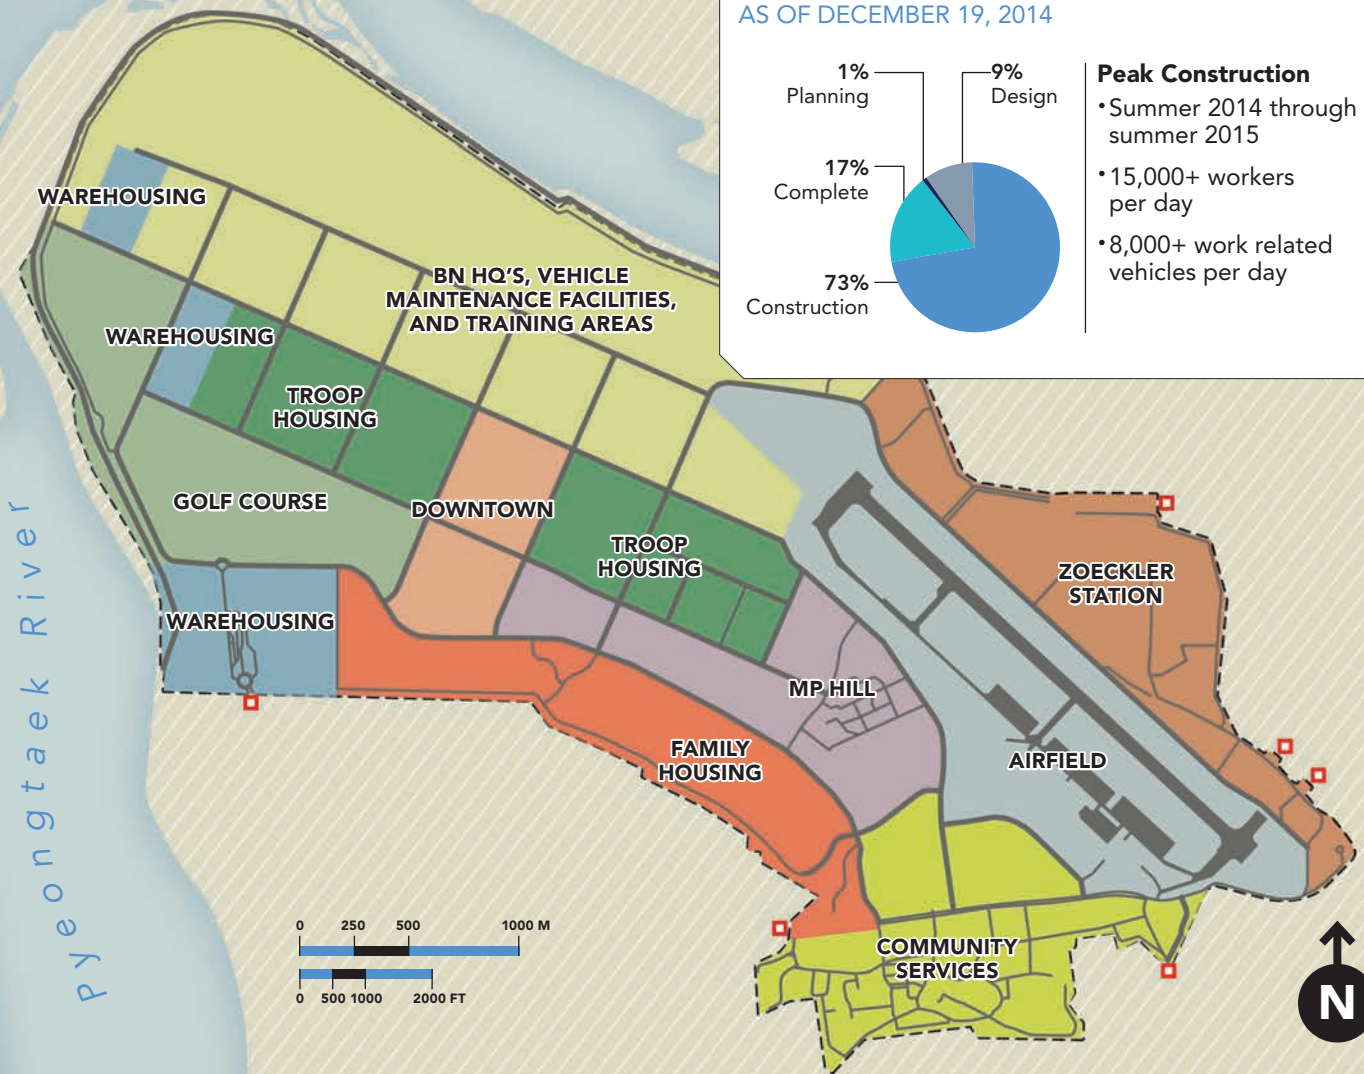 AS OF DECEMBER 19, 2014
1%
Planning
9%
Design
17%
Complete
73%
Construction
Peak Construction
•Summer 2014 through
summer 2015
•15,000+ workers
per day
•8,000+ work related
vehicles per day
WAREHOUSING
BN HQ'S, VEHICLE
MAINTENANCE FACILITIES,
AND TRAINING AREAS
WAREHOUSING
TROOP
HOUSING
GOLF COURSE
DOWNTOWN
TROOP
HOUSING
ZOECKLER
STATION
WAREHOUSING
MP HILL
FAMILY
HOUSING
AIRFIELD
Pyeongtaek River
COMMUNITY
SERVICES
0 250 500 1000 M
0 500 1000 2000 FT
N